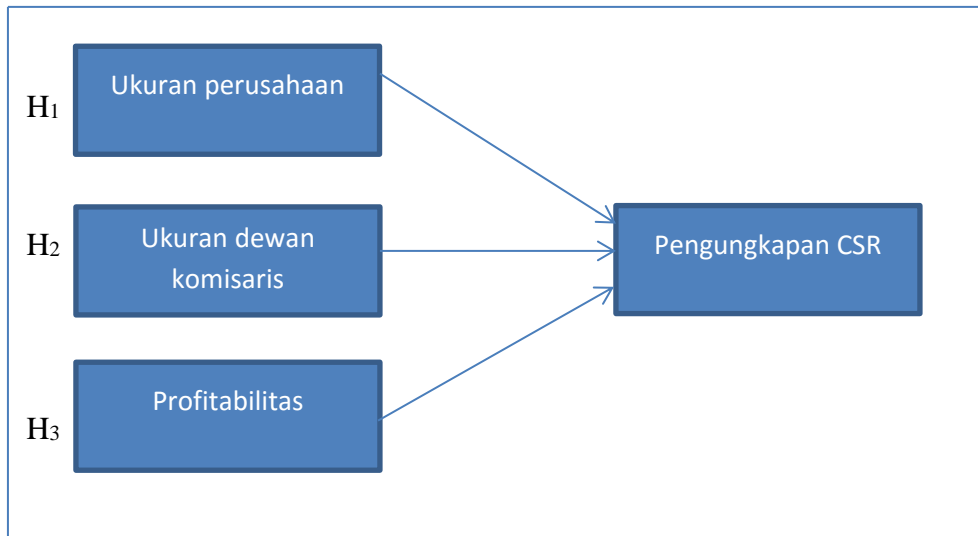 H1
Ukuran perusahaan
H2
Ukuran dewan
komisaris
Pengungkapan CSR
H3
Profitabilitas